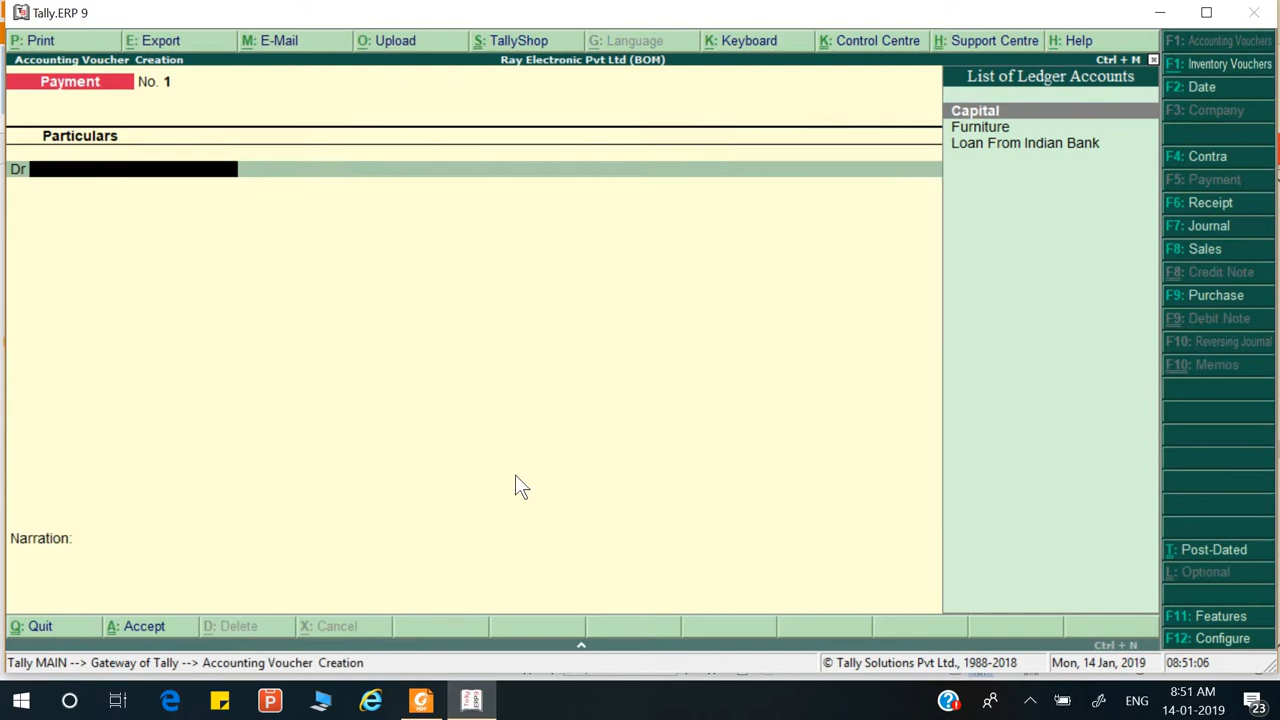 Tally.ERP 9
P: Print E: Export M: E-Mail O: Upload S: TallyShop G: Language K: Keyboard K: Control Centre H: Support Centre H: Help
Accounting Voucher Creation Ray Electronic Pvt Ltd (BOM) Ctrl + M
Payment No. 1
Particulars
Dr
Narration:
List of Ledger Accounts
Capital
Furniture
Loan From Indian Bank
F1: Accounting Vouchers
F1: Inventory Vouchers
F2: Date
F3: Company
F4: Contra
F5: Payment
F6: Receipt
F7: Journal
F8: Sales
F8: Credit Note
F9: Purchase
F9: Debit Note
F10: Reversing Journal
F10: Memos
T: Post-Dated
L: Optional
F11: Features
F12: Configure
Q: Quit A: Accept D: Delete X: Cancel
Ctrl + N
Tally MAIN --> Gateway of Tally --> Accounting Voucher Creation © Tally Solutions Pvt Ltd., 1988-2018 Mon, 14 Jan, 2019 08:51:06
ENG 8:51 AM
14-01-2019 23